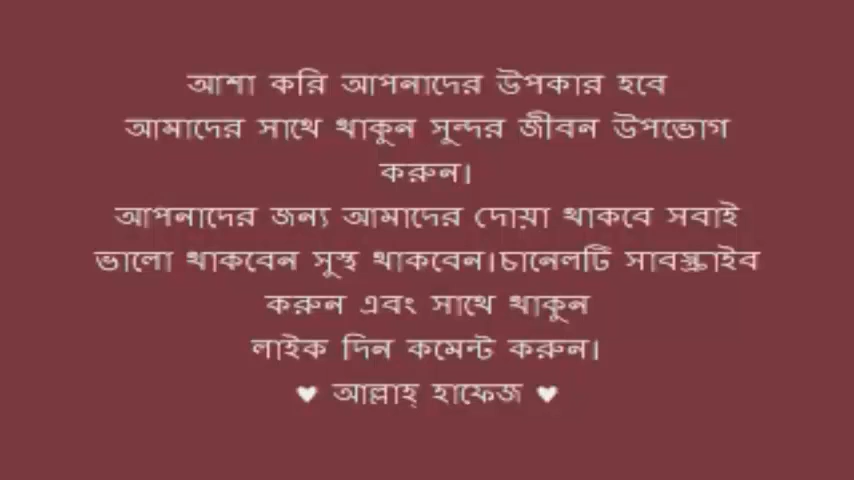 আশা করি আপনাদের উপকার হবে
আমাদের সাথে থাকুন সুন্দর জীবন উপভোগ
করুন।
আপনাদের জন্য আমাদের দোয়া থাকবে সবাই
ভালো থাকবেন সুস্থ থাকবেন।চানেলটি সাবস্ক্রাইব
করুন এবং সাথে থাকুন
লাইক দিন কমেন্ট করুন।
♥ আল্লাহ্ হাফেজ ♥